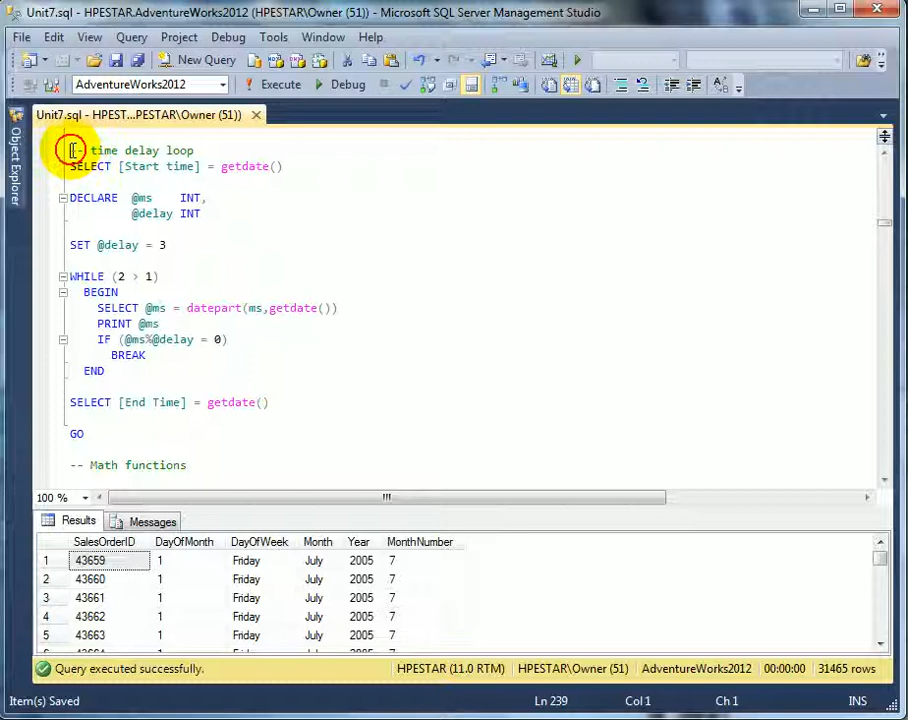 Unit7.sql - HPESTAR.AdventureWorks2012 (HPESTAR\Owner (51)) - Microsoft SQL Server Management Studio
File Edit View Query Project Debug Tools Window Help
New Query
AdventureWorks2012 Execute Debug
Unit7.sql - HPEST...PESTAR\Owner (51))
Object Explorer
-- time delay loop
SELECT [Start time] = getdate()
DECLARE @ms INT,
@delay INT
SET @delay = 3
WHILE (2 > 1)
BEGIN
SELECT @ms = datepart(ms,getdate())
PRINT @ms
IF (@ms%@delay = 0)
BREAK
END
SELECT [End Time] = getdate()
GO
-- Math functions
100 %
Results Messages
SalesOrderID DayOfMonth DayOfWeek Month Year MonthNumber
1 43659 1 Friday July 2005 7
2 43660 1 Friday July 2005 7
3 43661 1 Friday July 2005 7
4 43662 1 Friday July 2005 7
5 43663 1 Friday July 2005 7
Query executed successfully. HPESTAR (11.0 RTM) HPESTAR\Owner (51) AdventureWorks2012 00:00:00 31465 rows
Item(s) Saved Ln 239 Col 1 Ch 1 INS